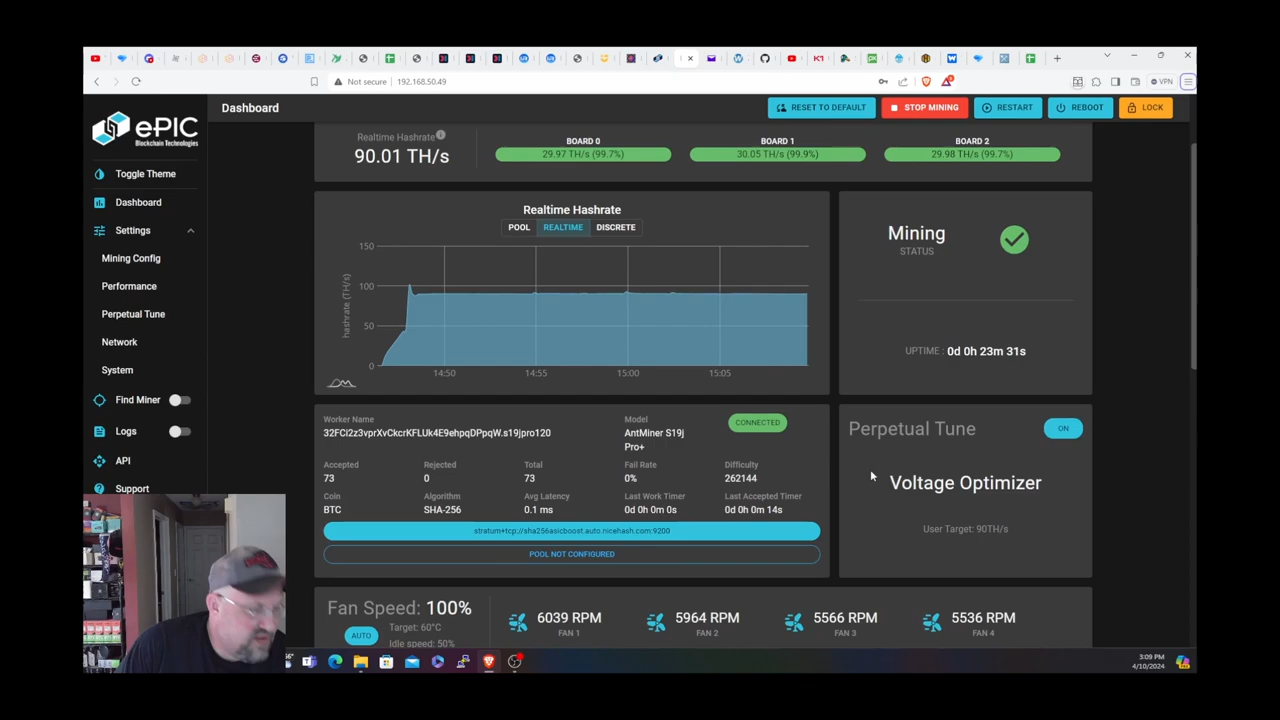 Not secure 192.168.50.49
VPN
ePIC
Blockchain Technologies
Dashboard
RESET TO DEFAULT
STOP MINING
RESTART
REBOOT
LOCK
Toggle Theme
Dashboard
Settings
Mining Config
Performance
Perpetual Tune
Network
System
Find Miner
Logs
API
Support
Realtime Hashrate
90.01 TH/s
BOARD 0
29.97 TH/s (99.7%)
BOARD 1
30.05 TH/s (99.9%)
BOARD 2
29.98 TH/s (99.7%)
Realtime Hashrate
POOL REALTIME DISCRETE
hashrate (TH/s)
150
100
50
0
14:50 14:55 15:00 15:05
Mining
STATUS
UPTIME : 0d 0h 23m 31s
Worker Name
Model
CONNECTED
AntMiner S19j
Pro+
Accepted Rejected Total Fail Rate Difficulty
73 0 73 0% 262144
Coin Algorithm Avg Latency Last Work Timer Last Accepted Timer
BTC SHA-256 0.1 ms 0d 0h 0m 0s 0d 0h 0m 14s
stratum+tcp://sha256asicboost.auto.nicehash.com:9200
POOL NOT CONFIGURED
Perpetual Tune
ON
Voltage Optimizer
User Target: 90TH/s
Fan Speed: 100%
AUTO
Target: 60°C
Idle speed: 50%
6039 RPM
FAN 1
5964 RPM
FAN 2
5566 RPM
FAN 3
5536 RPM
FAN 4
3:09 PM
4/10/2024